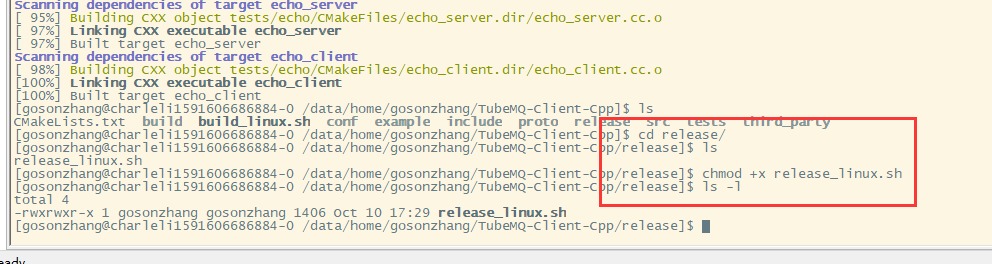 Scanning dependencies of target echo_server
[ 95%] Building CXX object tests/echo/CMakeFiles/echo_server.dir/echo_server.cc.o
[ 97%] Linking CXX executable echo_server
[ 97%] Built target echo_server
Scanning dependencies of target echo_client
[ 98%] Building CXX object tests/echo/CMakeFiles/echo_client.dir/echo_client.cc.o
[100%] Linking CXX executable echo_client
[100%] Built target echo_client
[gosonzhang@charleli1591606686884-0 /data/home/gosonzhang/TubeMQ-Client-Cpp]$ ls
CMakeLists.txt  build  build_linux.sh  conf  example  include  proto  release  src  tests  third_party
[gosonzhang@charleli1591606686884-0 /data/home/gosonzhang/TubeMQ-Client-Cpp]$ cd release/
[gosonzhang@charleli1591606686884-0 /data/home/gosonzhang/TubeMQ-Client-Cpp/release]$ ls
release_linux.sh
[gosonzhang@charleli1591606686884-0 /data/home/gosonzhang/TubeMQ-Client-Cpp/release]$ chmod +x release_linux.sh
[gosonzhang@charleli1591606686884-0 /data/home/gosonzhang/TubeMQ-Client-Cpp/release]$ ls -l
total 4
-rwxrwxr-x 1 gosonzhang gosonzhang 1406 Oct 10 17:29 release_linux.sh
[gosonzhang@charleli1591606686884-0 /data/home/gosonzhang/TubeMQ-Client-Cpp/release]$